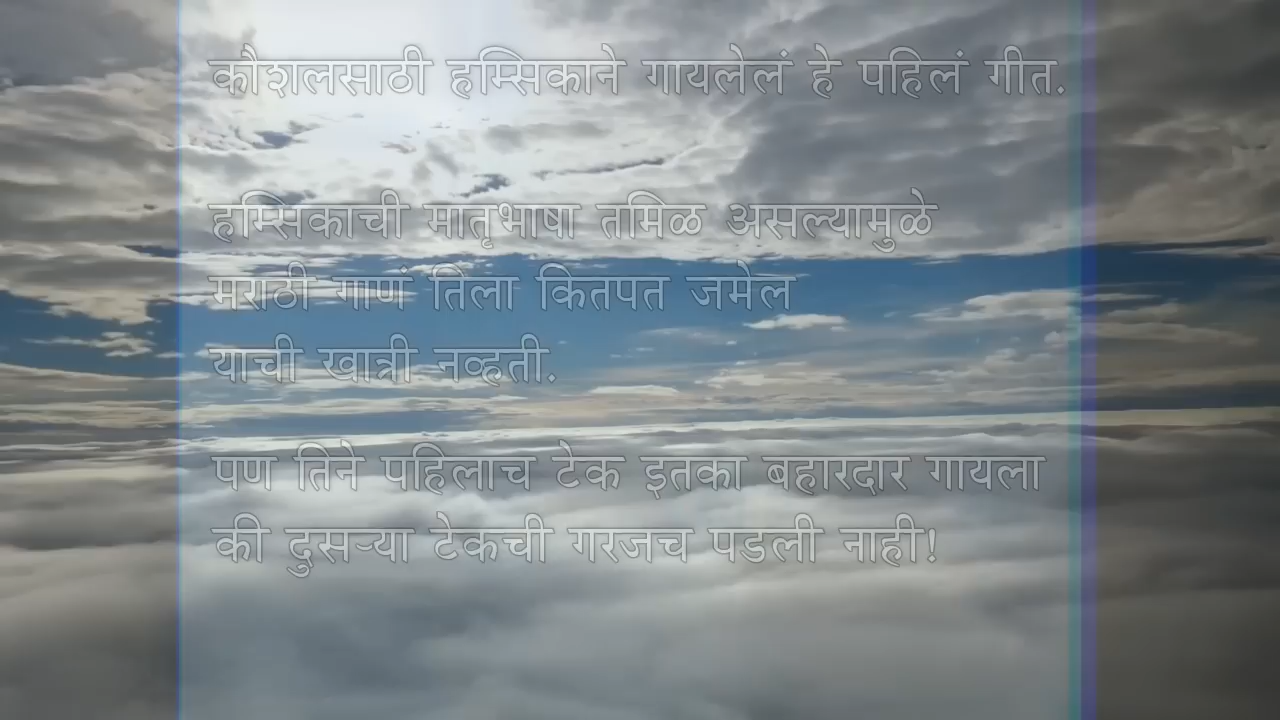 कौशलसाठी हम्सिकाने गायलेलं हे पहिलं गीत.
हम्सिकाची मातृभाषा तमिळ असल्यामुळे
मराठी गाणं तिला कितपत जमेल
याची खात्री नव्हती.
पण तिने पहिलाच टेक इतका बहारदार गायला
की दुसऱ्या टेकची गरजच पडली नाही!